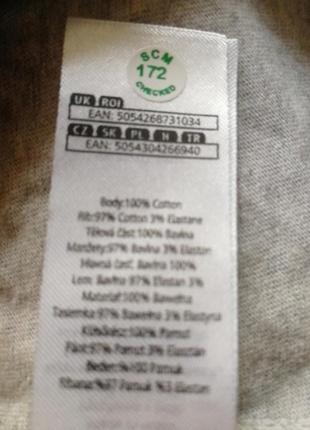 SCM
172
CHECKED
UK ROI
EAN: 5054268731034
CZ SK PL H TR
EAN: 5054304266940
Body:100% Cotton
Rib:97% Cotton 3% Elastane
Tělová část:100% Bavlna
Manžety:97% Bavlna 3% Elastan
Hlavná časť. Bavlna 100%
Lem: Bavlna 97% Elastan 3%
Materiał:100% Bawełna
Tasiemka:97% Bawełna 3% Elastyna
Külsőrész:100% Pamut
Pánt:97% Pamut 3% Elasztán
Beden:%100 Pamuk
Ribana:%97 Pamuk %3 Elastan